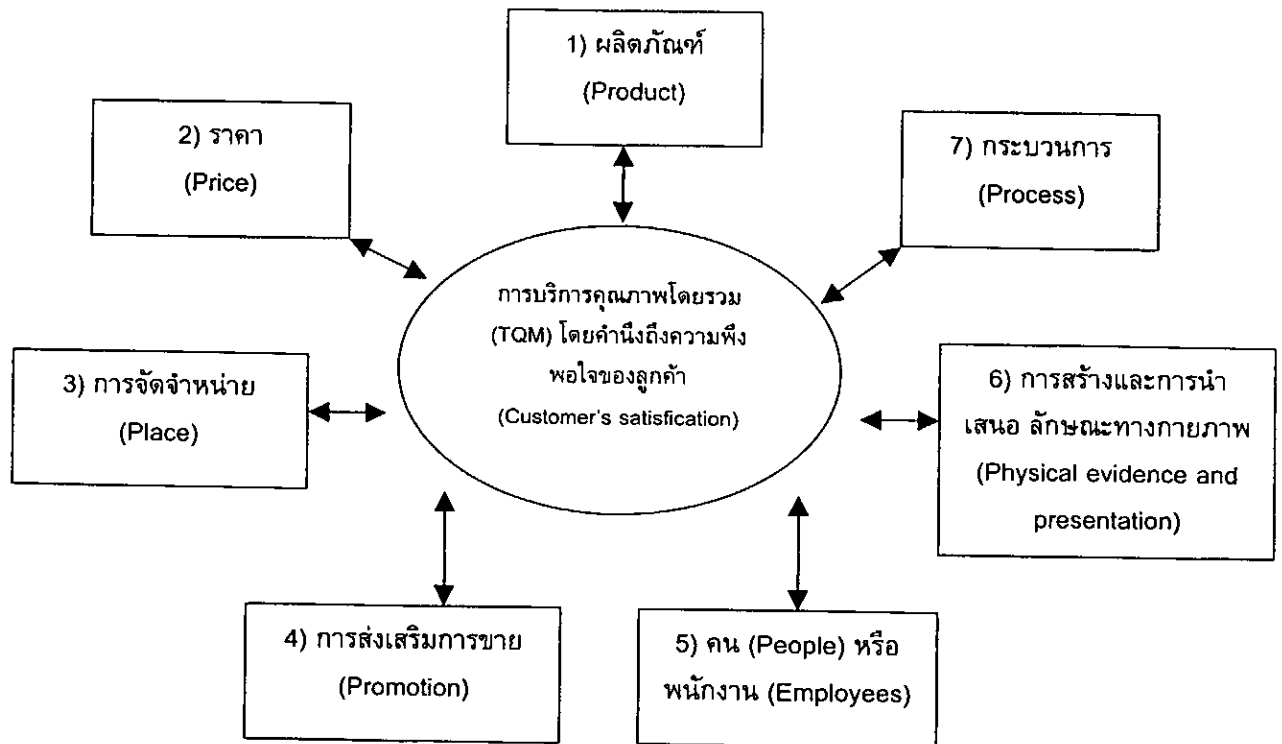 1) ผลิตภัณฑ์
(Product)
2) ราคา
(Price)
7) กระบวนการ
(Process)
การบริการคุณภาพโดยรวม
(TQM) โดยคำนึงถึงความพึง
พอใจของลูกค้า
(Customer's satisfication)
3) การจัดจำหน่าย
(Place)
6) การสร้างและการนำ
เสนอ ลักษณะทางกายภาพ
(Physical evidence and
presentation)
4) การส่งเสริมการขาย
(Promotion)
5) คน (People) หรือ
พนักงาน (Employees)